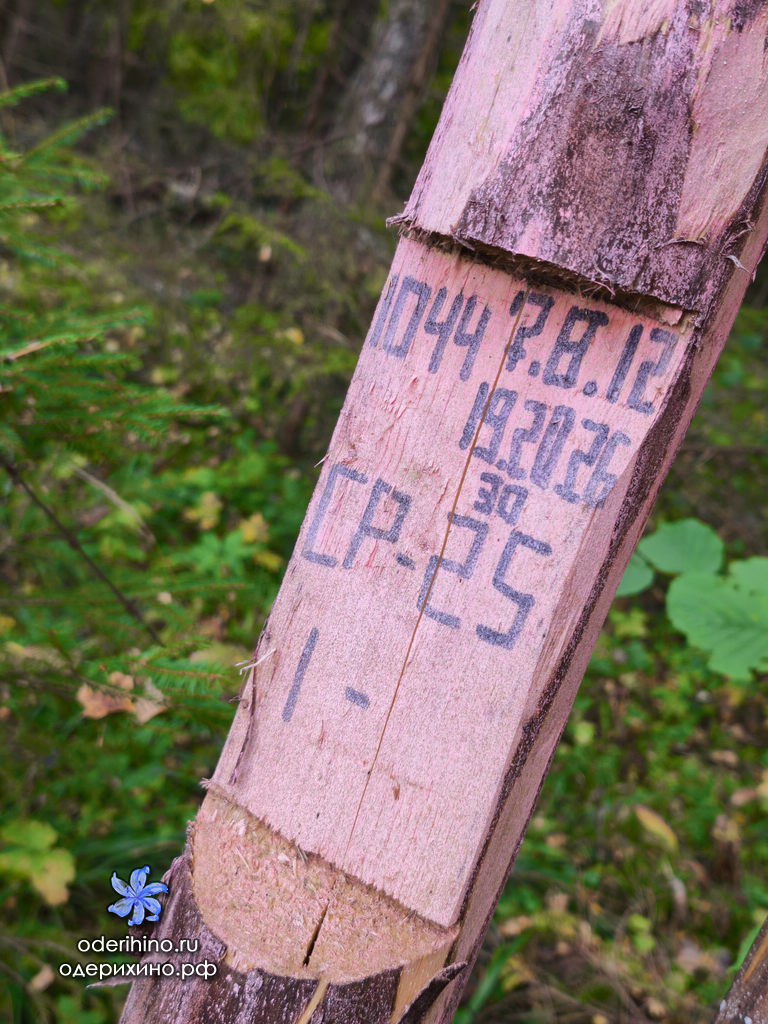 1044 7.8.12
19.20 26
30
СР-25
1-
oderihino.ru
одерихино.рф